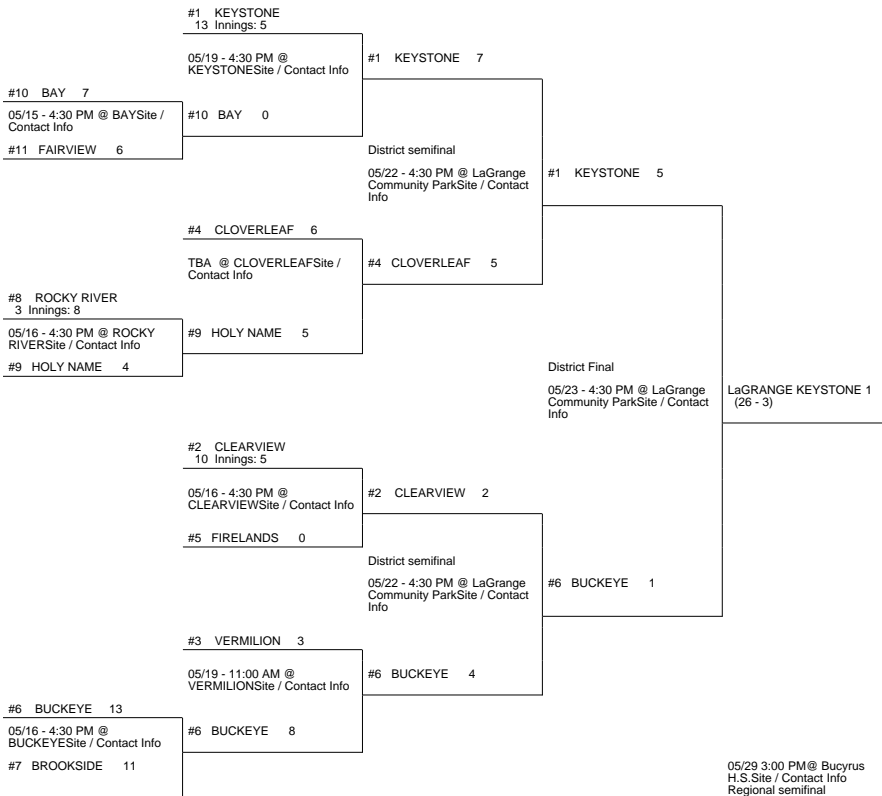 #1 KEYSTONE
13 Innings: 5
05/19 - 4:30 PM @
KEYSTONESite / Contact Info
#1 KEYSTONE 7
#10 BAY 7
05/15 - 4:30 PM @ BAYSite /
Contact Info
#10 BAY 0
#11 FAIRVIEW 6
District semifinal
05/22 - 4:30 PM @ LaGrange
Community ParkSite / Contact
Info
#1 KEYSTONE 5
#4 CLOVERLEAF 6
TBA @ CLOVERLEAFSite /
Contact Info
#4 CLOVERLEAF 5
#8 ROCKY RIVER
3 Innings: 8
05/16 - 4:30 PM @ ROCKY
RIVERSite / Contact Info
#9 HOLY NAME 5
#9 HOLY NAME 4
District Final
05/23 - 4:30 PM @ LaGrange
Community ParkSite / Contact
Info
LaGRANGE KEYSTONE 1
(26 - 3)
#2 CLEARVIEW
10 Innings: 5
05/16 - 4:30 PM @
CLEARVIEWSite / Contact Info
#2 CLEARVIEW 2
#5 FIRELANDS 0
District semifinal
05/22 - 4:30 PM @ LaGrange
Community ParkSite / Contact
Info
#6 BUCKEYE 1
#3 VERMILION 3
05/19 - 11:00 AM @
VERMILIONSite / Contact Info
#6 BUCKEYE 4
#6 BUCKEYE 13
05/16 - 4:30 PM @
BUCKEYESite / Contact Info
#6 BUCKEYE 8
#7 BROOKSIDE 11
05/29 3:00 PM@ Bucyrus
H.S.Site / Contact Info
Regional semifinal